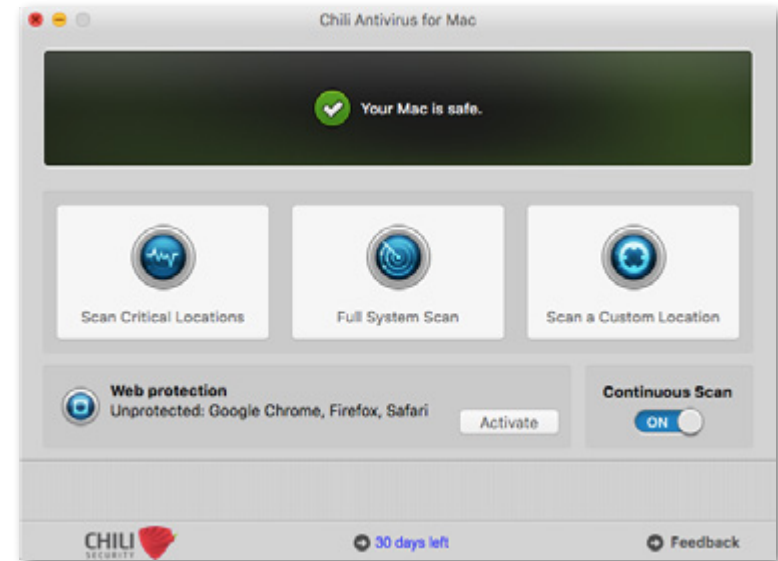 Chili Antivirus for Mac
Your Mac is safe.
Scan Critical Locations
Full System Scan
Scan a Custom Location
Web protection
Unprotected: Google Chrome, Firefox, Safari
Activate
Continuous Scan
ON
CHILI
SECURITY
30 days left
Feedback